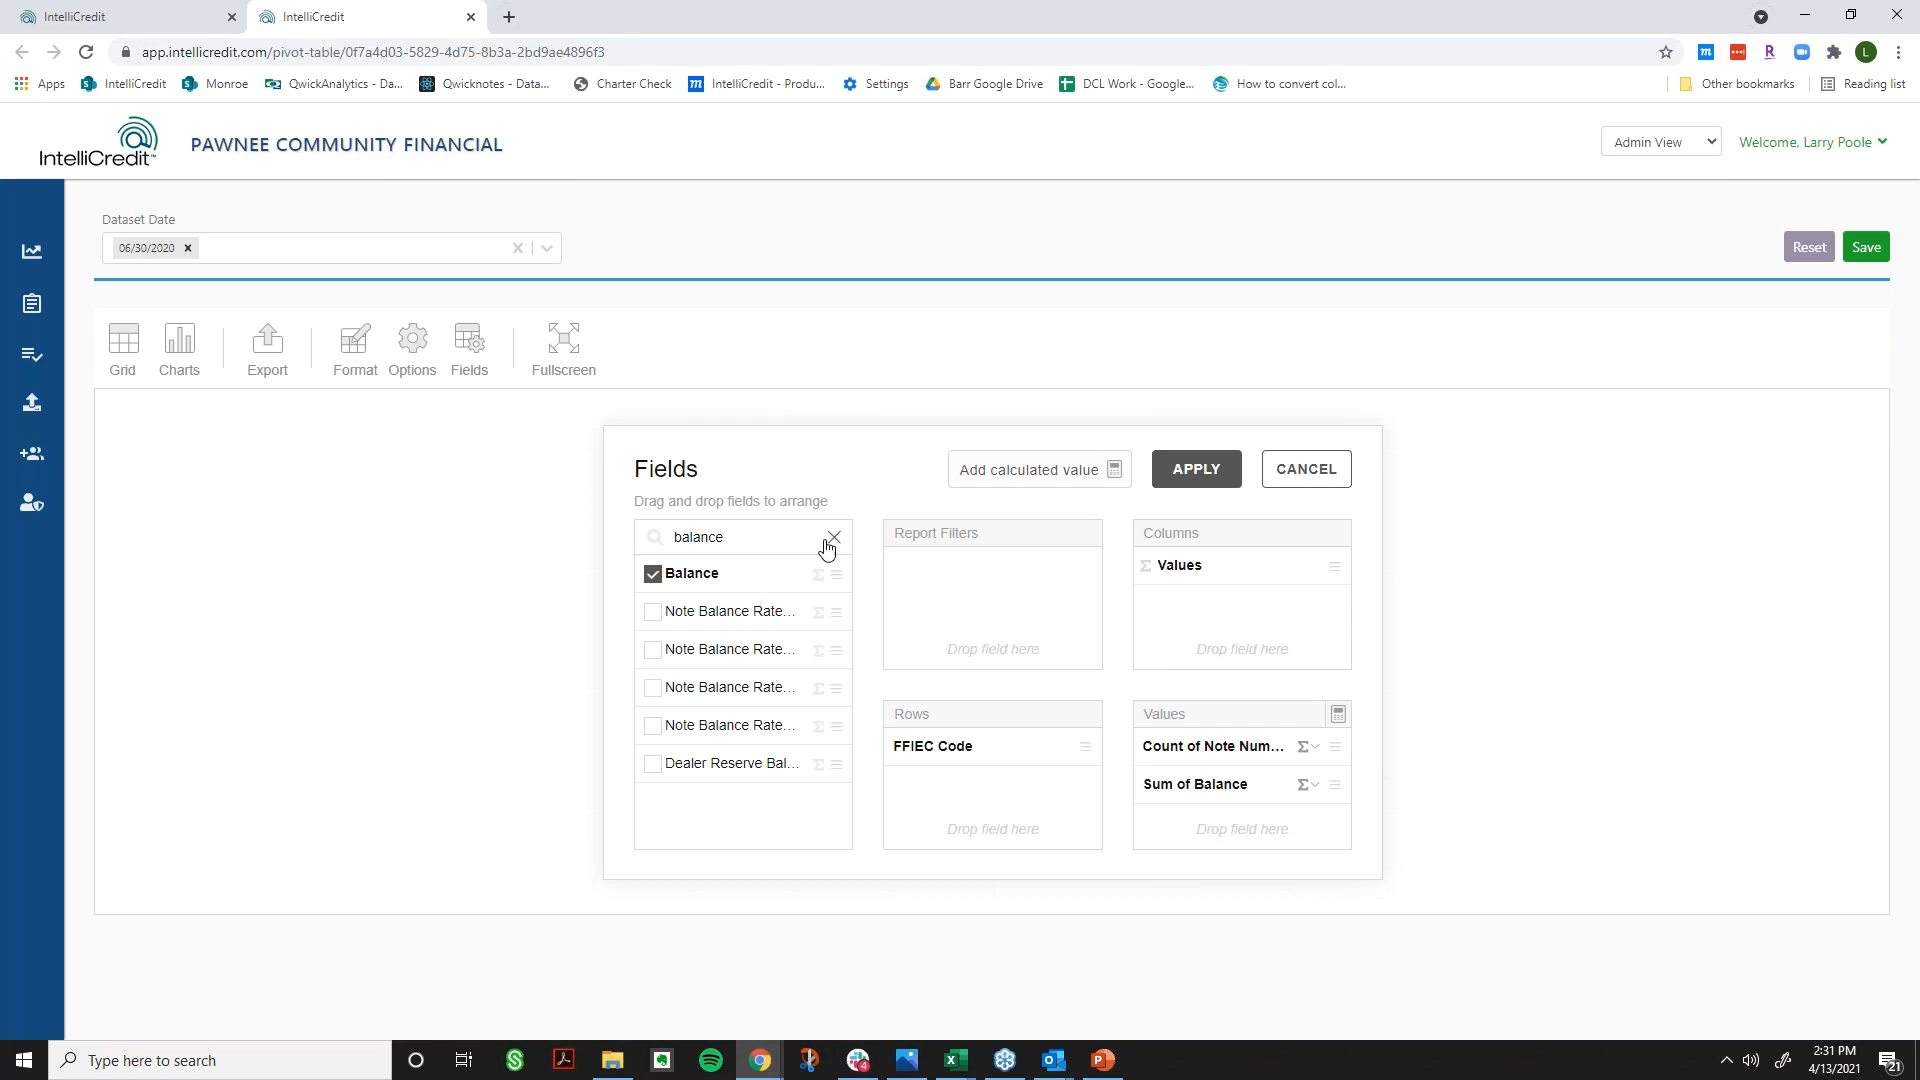 IntelliCredit
IntelliCredit
app.intellicredit.com/pivot-table/0f7a4d03-5829-4d75-8b3a-2bd9ae4896f3
L
Apps
IntelliCredit
Monroe
QwickAnalytics - Da...
Qwicknotes - Data...
Charter Check
IntelliCredit - Produ...
Settings
Barr Google Drive
DCL Work - Google...
How to convert col...
Other bookmarks
Reading list
IntelliCredit™
PAWNEE COMMUNITY FINANCIAL
Admin View
Welcome, Larry Poole
Dataset Date
06/30/2020
Reset
Save
Grid
Charts
Export
Format
Options
Fields
Fullscreen
Fields
Add calculated value
APPLY
CANCEL
Drag and drop fields to arrange
balance
Balance
Note Balance Rate...
Note Balance Rate...
Note Balance Rate...
Note Balance Rate...
Dealer Reserve Bal...
Report Filters
Drop field here
Columns
Values
Drop field here
Rows
FFIEC Code
Drop field here
Values
Count of Note Num...
Sum of Balance
Drop field here
Type here to search
4
2:31 PM
4/13/2021
21